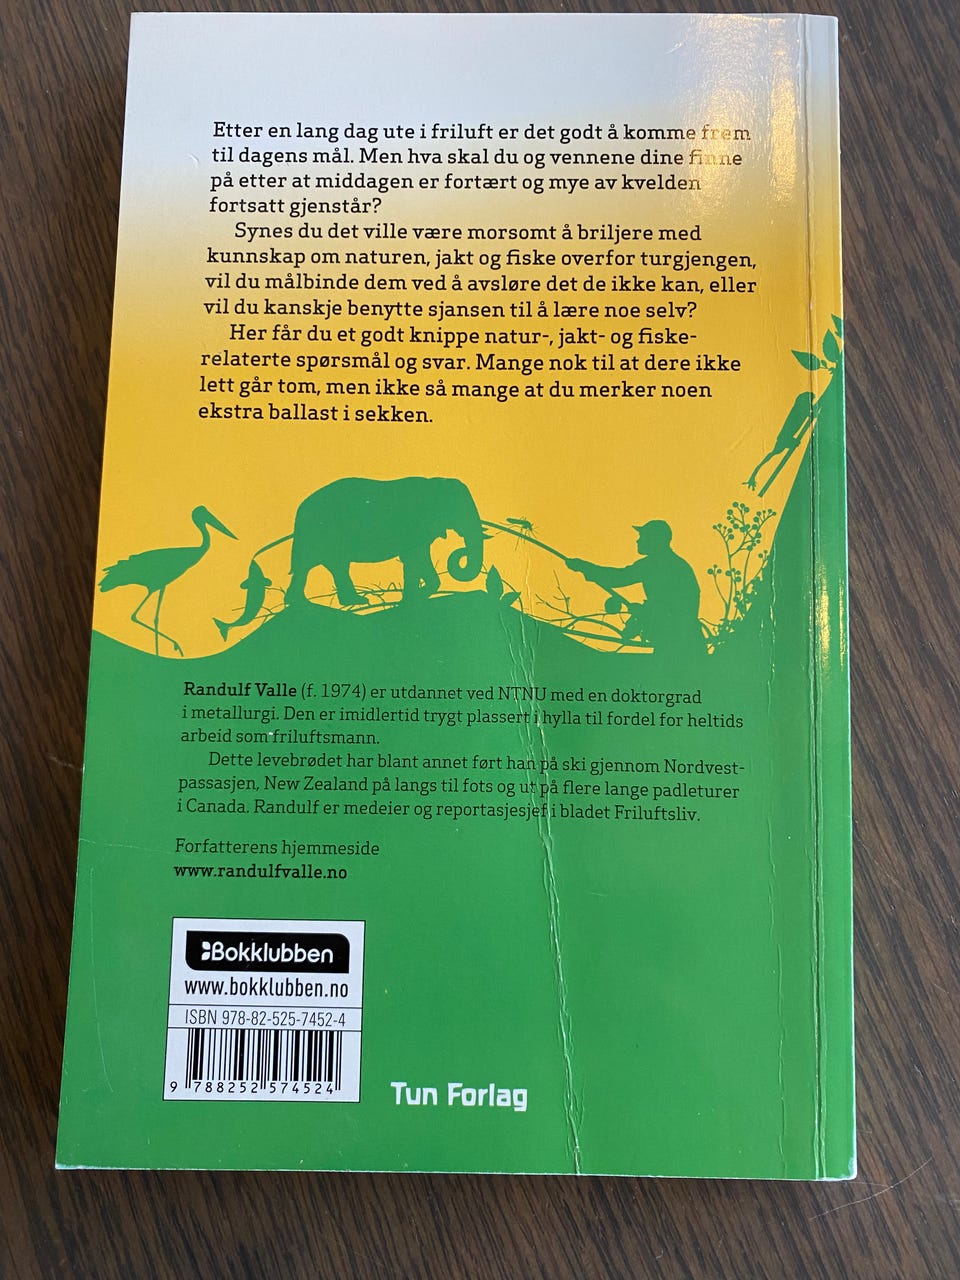 Etter en lang dag ute i friluft er det godt å komme frem
til dagens mål. Men hva skal du og vennene dine finne
på etter at middagen er fortært og mye av kvelden
fortsatt gjenstår?
Synes du det ville være morsomt å briljere med
kunnskap om naturen, jakt og fiske overfor turgjengen,
vil du målbinde dem ved å avsløre det de ikke kan, eller
vil du kanskje benytte sjansen til å lære noe selv?
Her får du et godt knippe natur-, jakt- og fiske-
relaterte spørsmål og svar. Mange nok til at dere ikke
lett går tom, men ikke så mange at du merker noen
ekstra ballast i sekken.
Randulf Valle (f. 1974) er utdannet ved NTNU med en doktorgrad
i metallurgi. Den er imidlertid trygt plassert i hylla til fordel for heltids
arbeid som friluftsmann.
Dette levebrødet har blant annet ført han på ski gjennom Nordvest-
passasjen, New Zealand på langs til fots og ut på flere lange padleturer
i Canada. Randulf er medeier og reportasjesjef i bladet Friluftsliv.
Forfatterens hjemmeside
www.randulfvalle.no
Bokklubben
www.bokklubben.no
ISBN 978-82-525-7452-4
9 788252 574524
Tun Forlag